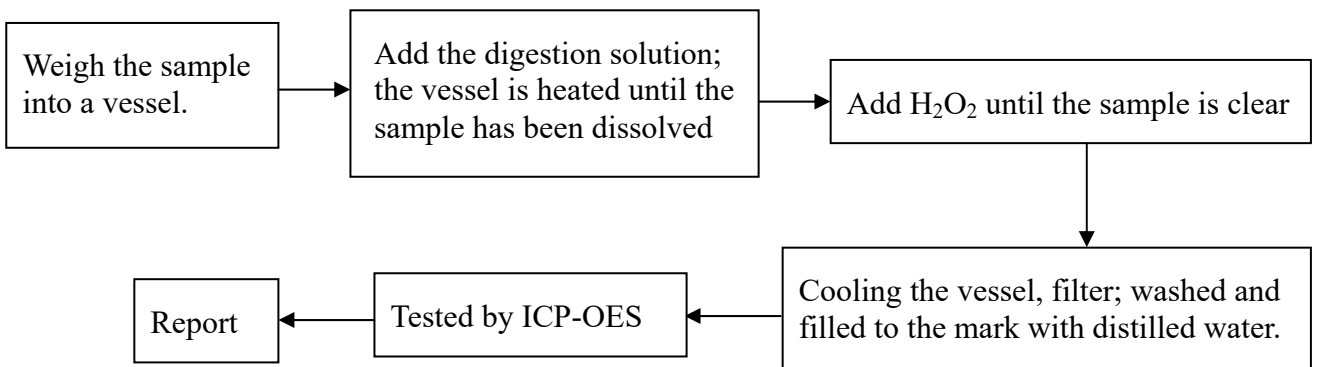 Weigh the sample
into a vessel.
Add the digestion solution;
the vessel is heated until the
sample has been dissolved
Add H₂O₂ until the sample is clear
Cooling the vessel, filter; washed and
filled to the mark with distilled water.
Tested by ICP-OES
Report